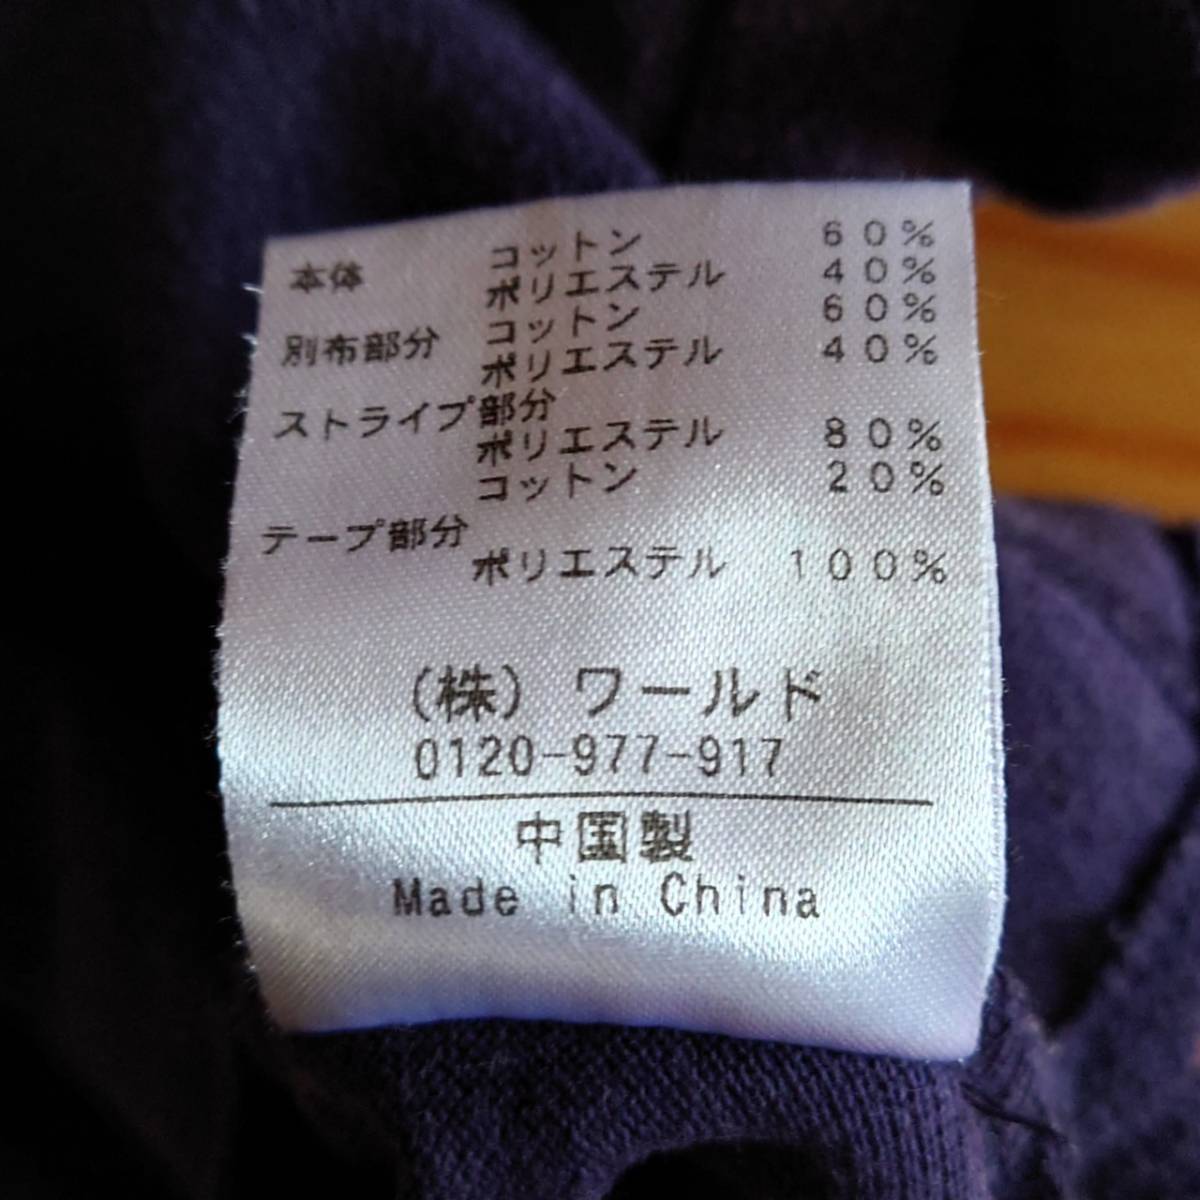 本体 コットン 60%
ポリエステル 40%
別布部分 コットン 60%
ポリエステル 40%
ストライプ部分
ポリエステル 80%
コットン 20%
テープ部分
ポリエステル 100%
(株) ワールド
0120-977-917
中国製
Made in China